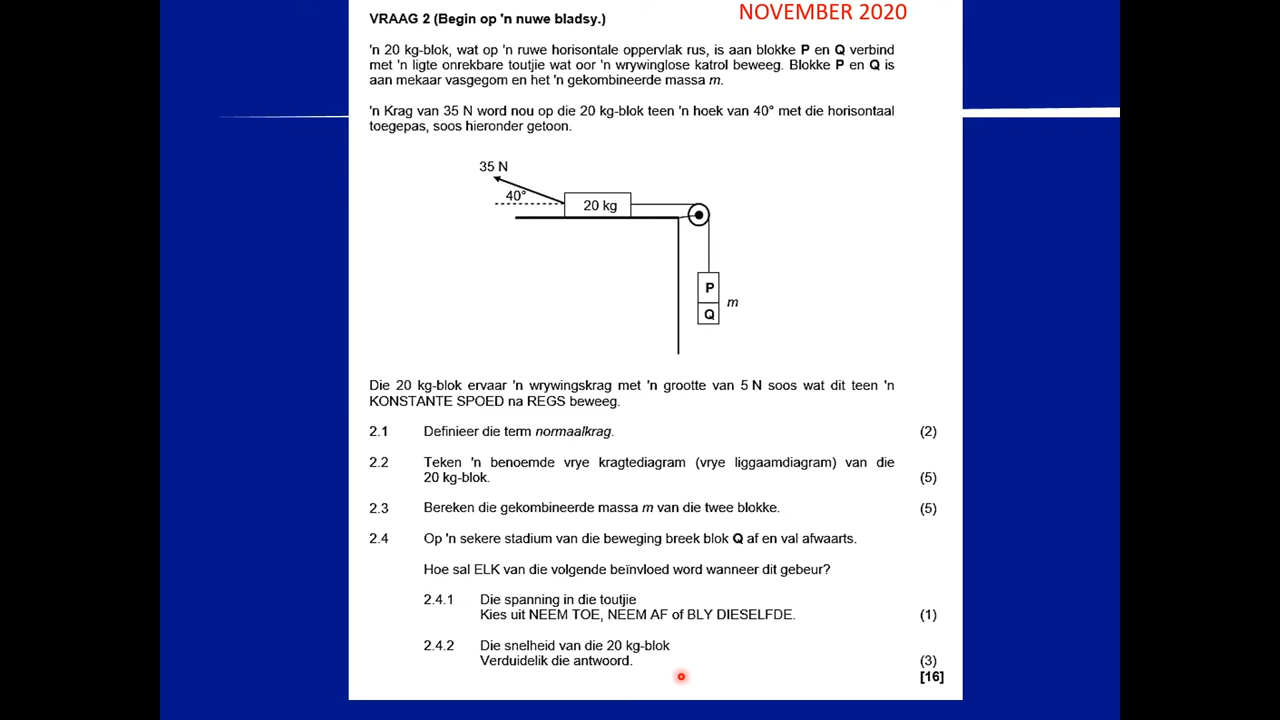 NOVEMBER 2020
VRAAG 2 (Begin op 'n nuwe bladsy.)
'n 20 kg-blok, wat op 'n ruwe horisontale oppervlak rus, is aan blokke P en Q verbind
met 'n ligte onrekbare toutjie wat oor 'n wrywinglose katrol beweeg. Blokke P en Q is
aan mekaar vasgegom en het 'n gekombineerde massa m.
'n Krag van 35 N word nou op die 20 kg-blok teen 'n hoek van 40° met die horisontaal
toegepas, soos hieronder getoon.
35 N
40°
20 kg
P
m
Q
Die 20 kg-blok ervaar 'n wrywingskrag met 'n grootte van 5 N soos wat dit teen 'n
KONSTANTE SPOED na REGS beweeg.
2.1 Definieer die term normaalkrag. (2)
2.2 Teken 'n benoemde vrye kragtediagram (vrye liggaamdiagram) van die
20 kg-blok. (5)
2.3 Bereken die gekombineerde massa m van die twee blokke. (5)
2.4 Op 'n sekere stadium van die beweging breek blok Q af en val afwaarts.
Hoe sal ELK van die volgende beïnvloed word wanneer dit gebeur?
2.4.1 Die spanning in die toutjie
Kies uit NEEM TOE, NEEM AF of BLY DIESELFDE. (1)
2.4.2 Die snelheid van die 20 kg-blok
Verduidelik die antwoord. (3)
[16]